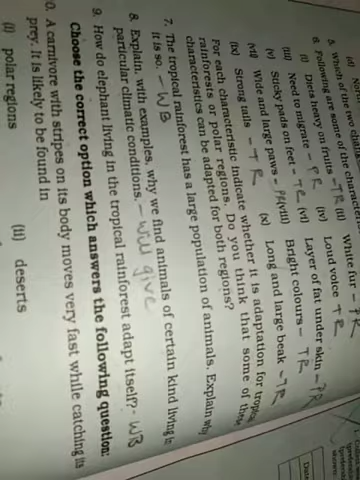 (d) Note
5. Which of the two
6. Following are some of the
(i) Diets heavy on fruits - TR (ii) White fur PR
(iii) Need to migrate - PR (iv) Loud voice TR
(v) Sticky pads on feet - TR (vi) Layer of fat under skin - PR
(vii) Wide and large paws - PR (viii) Bright colours - TR
(ix) Strong tails - TR (x) Long and large beak - TR
For each characteristic indicate whether it is adaptation for
rainforests or polar regions. Do you think that some of these
characteristics can be adapted for both regions?
7. The tropical rainforest has a large population of animals. Explain why
it is so. - WB
8. Explain, with examples, why we find animals of certain kind living in
particular climatic conditions. - will give
9. How do elephant living in the tropical rainforest adapt itself? - WB
Choose the correct option which answers the following question:
0. A carnivore with stripes on its body moves very fast while catching its
prey. It is likely to be found in
(i) polar regions (ii) deserts